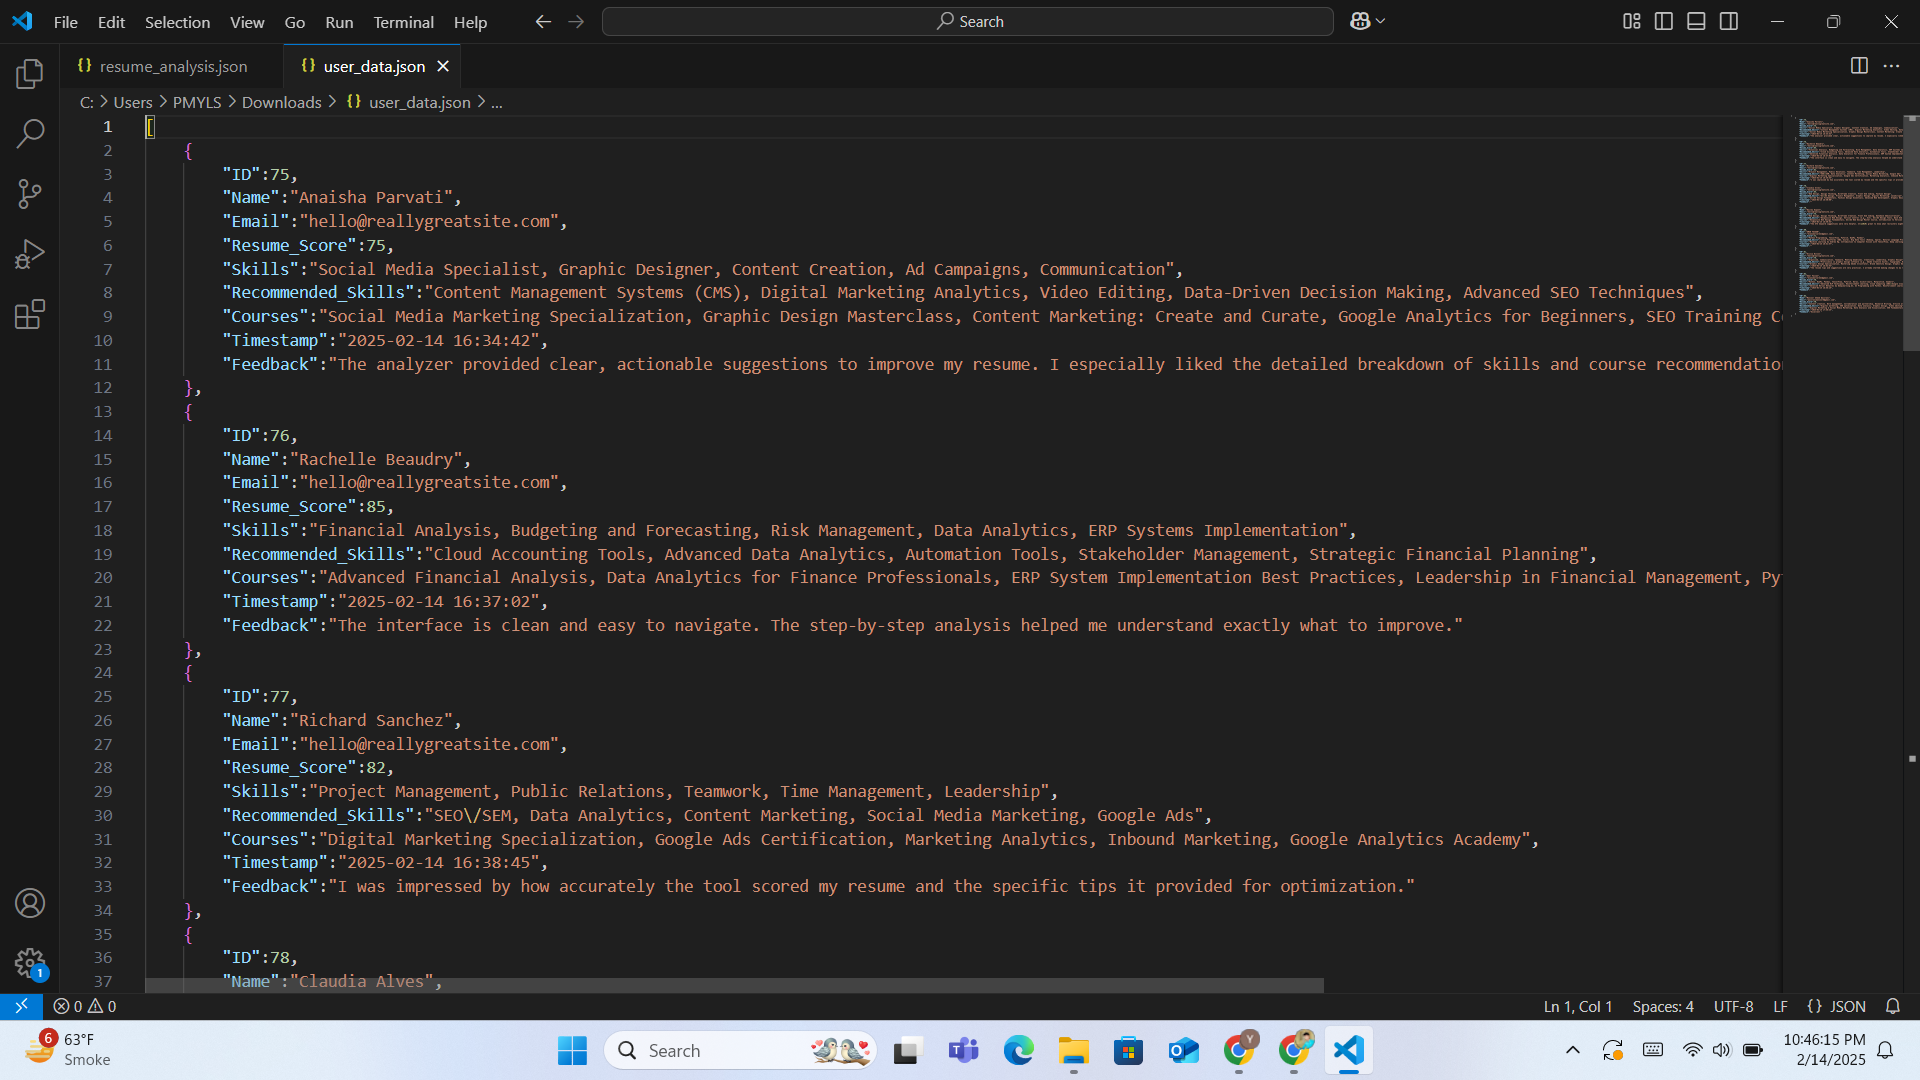 File Edit Selection View Go Run Terminal Help Search
{} resume_analysis.json {} user_data.json
C: > Users > PMYLS > Downloads > {} user_data.json > ...
1 [
2 {
3 "ID":75,
4 "Name":"Anaisha Parvati",
5 "Email":"hello@reallygreatsite.com",
6 "Resume_Score":75,
7 "Skills":"Social Media Specialist, Graphic Designer, Content Creation, Ad Campaigns, Communication",
8 "Recommended_Skills":"Content Management Systems (CMS), Digital Marketing Analytics, Video Editing, Data-Driven Decision Making, Advanced SEO Techniques",
9 "Courses":"Social Media Marketing Specialization, Graphic Design Masterclass, Content Marketing: Create and Curate, Google Analytics for Beginners, SEO Training Co
10 "Timestamp":"2025-02-14 16:34:42",
11 "Feedback":"The analyzer provided clear, actionable suggestions to improve my resume. I especially liked the detailed breakdown of skills and course recommendatio
12 },
13 {
14 "ID":76,
15 "Name":"Rachelle Beaudry",
16 "Email":"hello@reallygreatsite.com",
17 "Resume_Score":85,
18 "Skills":"Financial Analysis, Budgeting and Forecasting, Risk Management, Data Analytics, ERP Systems Implementation",
19 "Recommended_Skills":"Cloud Accounting Tools, Advanced Data Analytics, Automation Tools, Stakeholder Management, Strategic Financial Planning",
20 "Courses":"Advanced Financial Analysis, Data Analytics for Finance Professionals, ERP System Implementation Best Practices, Leadership in Financial Management, Py
21 "Timestamp":"2025-02-14 16:37:02",
22 "Feedback":"The interface is clean and easy to navigate. The step-by-step analysis helped me understand exactly what to improve."
23 },
24 {
25 "ID":77,
26 "Name":"Richard Sanchez",
27 "Email":"hello@reallygreatsite.com",
28 "Resume_Score":82,
29 "Skills":"Project Management, Public Relations, Teamwork, Time Management, Leadership",
30 "Recommended_Skills":"SEO\/SEM, Data Analytics, Content Marketing, Social Media Marketing, Google Ads",
31 "Courses":"Digital Marketing Specialization, Google Ads Certification, Marketing Analytics, Inbound Marketing, Google Analytics Academy",
32 "Timestamp":"2025-02-14 16:38:45",
33 "Feedback":"I was impressed by how accurately the tool scored my resume and the specific tips it provided for optimization."
34 },
35 {
36 "ID":78,
37 "Name":"Claudia Alves",
1
0 0 Ln 1, Col 1 Spaces: 4 UTF-8 LF {} JSON
6 63°F Search Y 10:46:15 PM
Smoke 2/14/2025